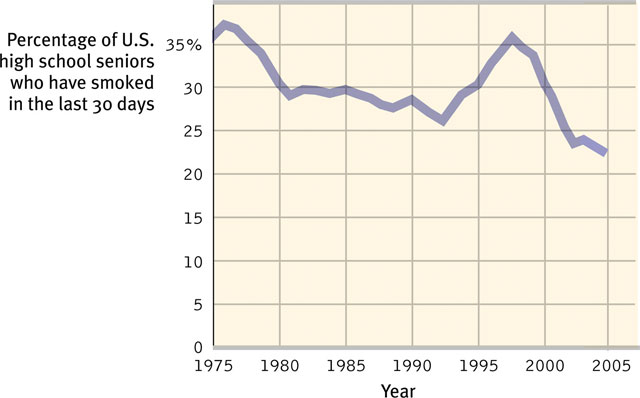 Percentage of U.S.
high school seniors
who have smoked
in the last 30 days
35%
30
25
20
15
10
5
0
1975 1980 1985 1990 1995 2000 2005
Year